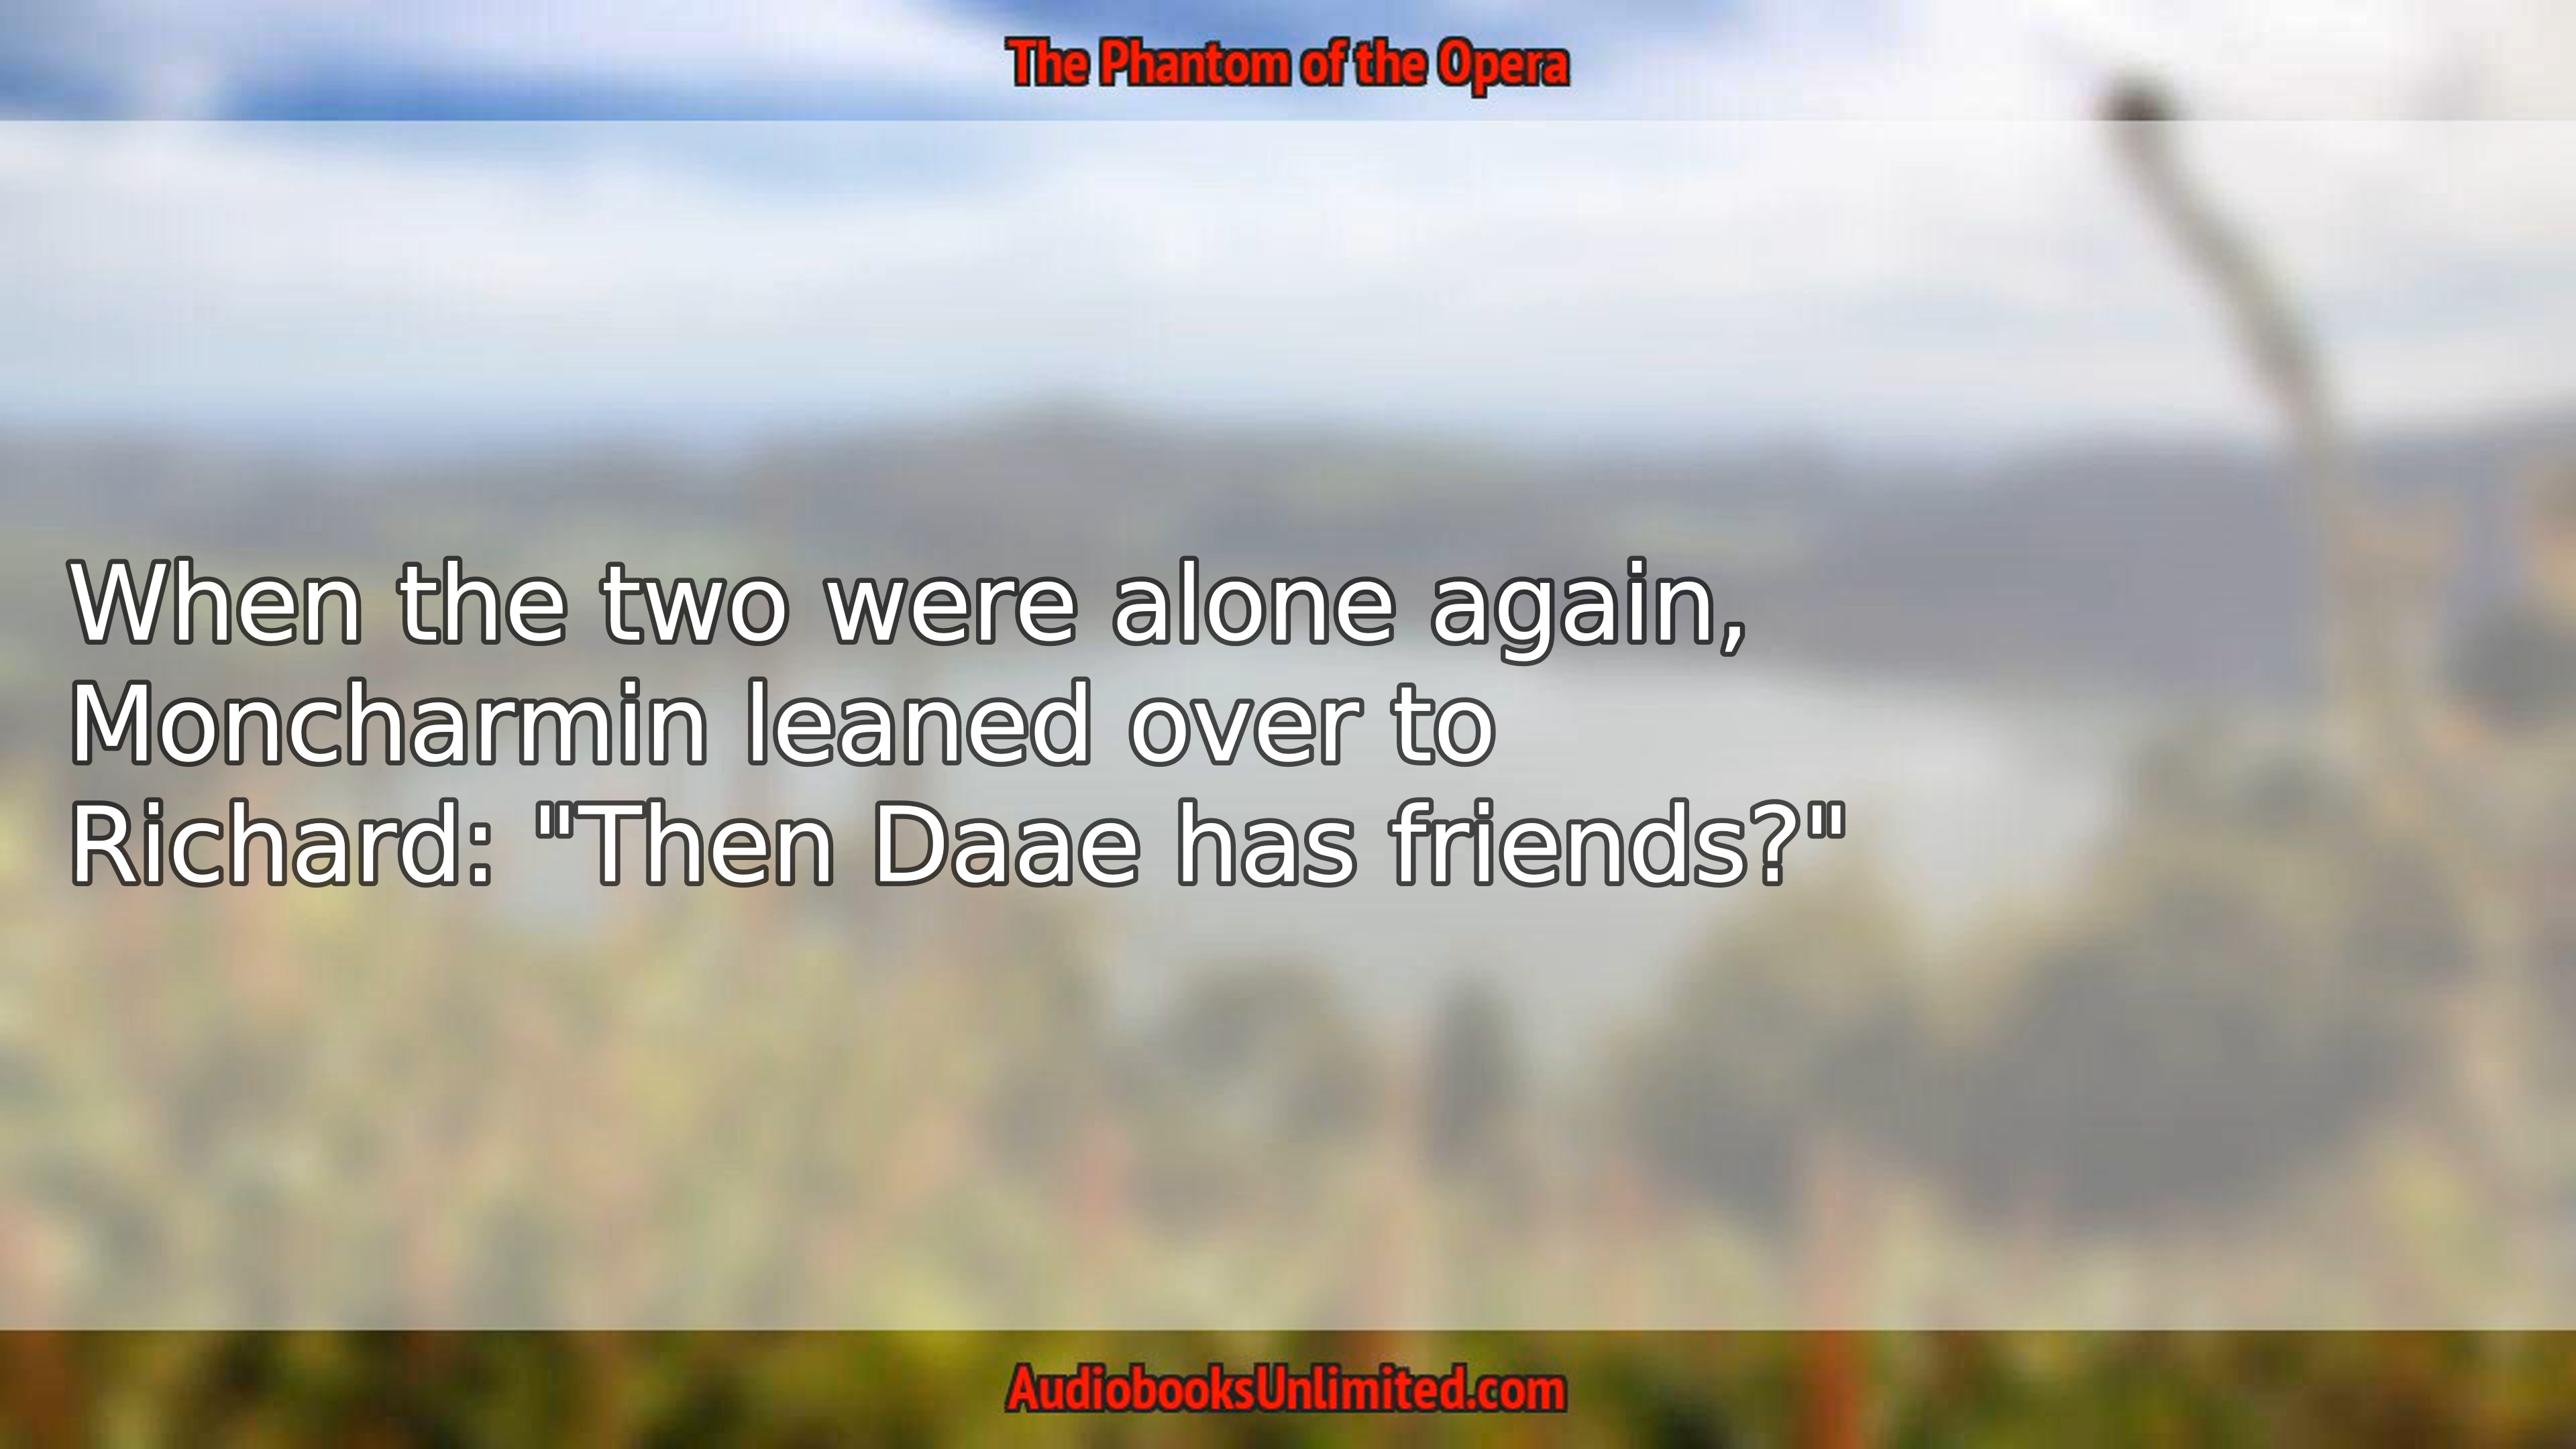 The Phantom of the Opera
When the two were alone again,
Moncharmin leaned over to
Richard: "Then Daae has friends?"
AudiobooksUnlimited.com